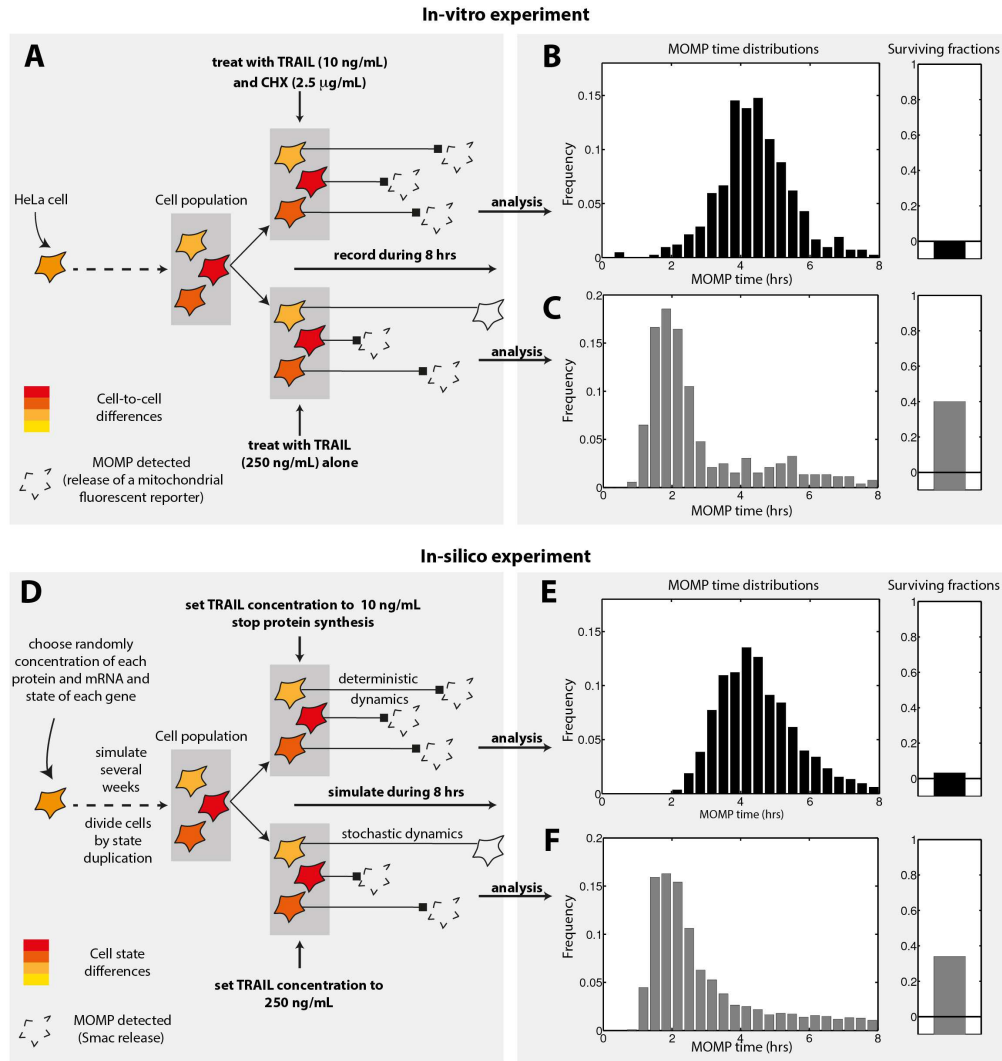 In-vitro experiment
A
treat with TRAIL (10 ng/mL)
and CHX (2.5 µg/mL)
HeLa cell
Cell population
analysis
record during 8 hrs
analysis
Cell-to-cell
differences
treat with TRAIL
(250 ng/mL) alone
MOMP detected
(release of a mitochondrial
fluorescent reporter)
B
MOMP time distributions
Surviving fractions
Frequency
0.15
0.1
0.05
0
0 2 4 6 8
MOMP time (hrs)
1
0.8
0.6
0.4
0.2
0
C
Frequency
0.2
0.15
0.1
0.05
0
0 2 4 6 8
MOMP time (hrs)
1
0.8
0.6
0.4
0.2
0
In-silico experiment
D
set TRAIL concentration to 10 ng/mL
stop protein synthesis
choose randomly
concentration of each
protein and mRNA and
state of each gene
deterministic
dynamics
Cell population
simulate
several
weeks
analysis
simulate during 8 hrs
divide cells
by state
duplication
stochastic dynamics
analysis
Cell state
differences
set TRAIL concentration to
250 ng/mL
MOMP detected
(Smac release)
E
MOMP time distributions
Surviving fractions
Frequency
0.15
0.1
0.05
0
0 2 4 6 8
MOMP time (hrs)
1
0.8
0.6
0.4
0.2
0
F
Frequency
0.2
0.15
0.1
0.05
0
0 2 4 6 8
MOMP time (hrs)
1
0.8
0.6
0.4
0.2
0